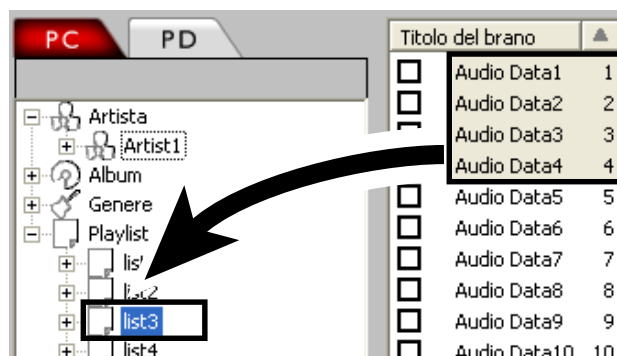 PC PD
Artista
Artist1
Album
Genere
Playlist
list2
list3
list4
Titolo del brano
Audio Data1 1
Audio Data2 2
Audio Data3 3
Audio Data4 4
Audio Data5 5
Audio Data6 6
Audio Data7 7
Audio Data8 8
Audio Data9 9
Audio Data10 10